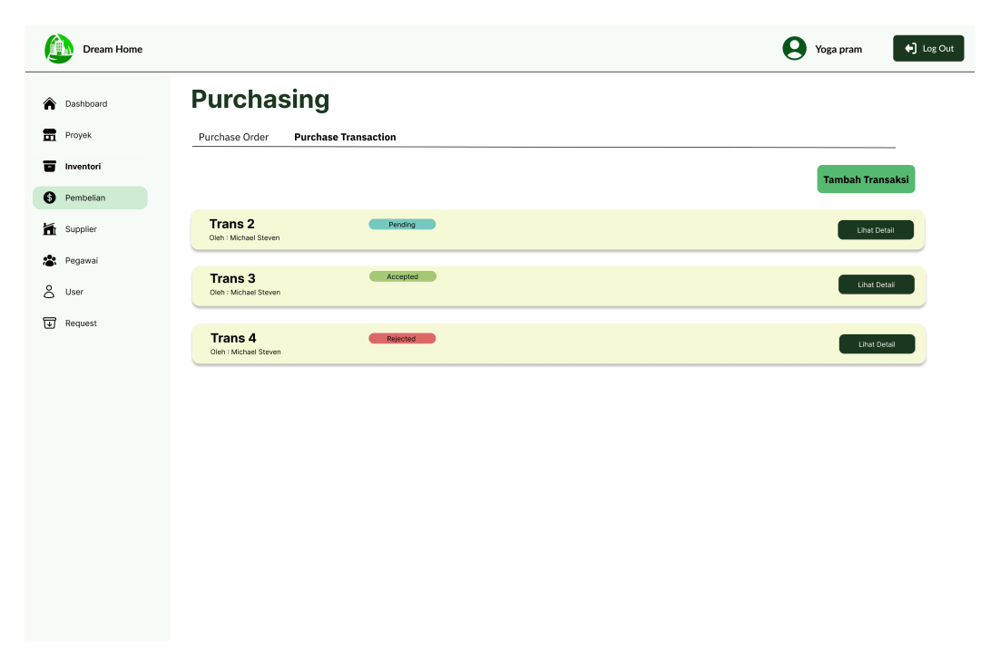 Dream Home
Yoga pram
Log Out
Dashboard
Proyek
Inventori
Pembelian
Supplier
Pegawai
User
Request
Purchasing
Purchase Order
Purchase Transaction
Tambah Transaksi
Trans 2
Pending
Oleh : Michael Steven
Lihat Detail
Trans 3
Accepted
Oleh : Michael Steven
Lihat Detail
Trans 4
Rejected
Oleh : Michael Steven
Lihat Detail